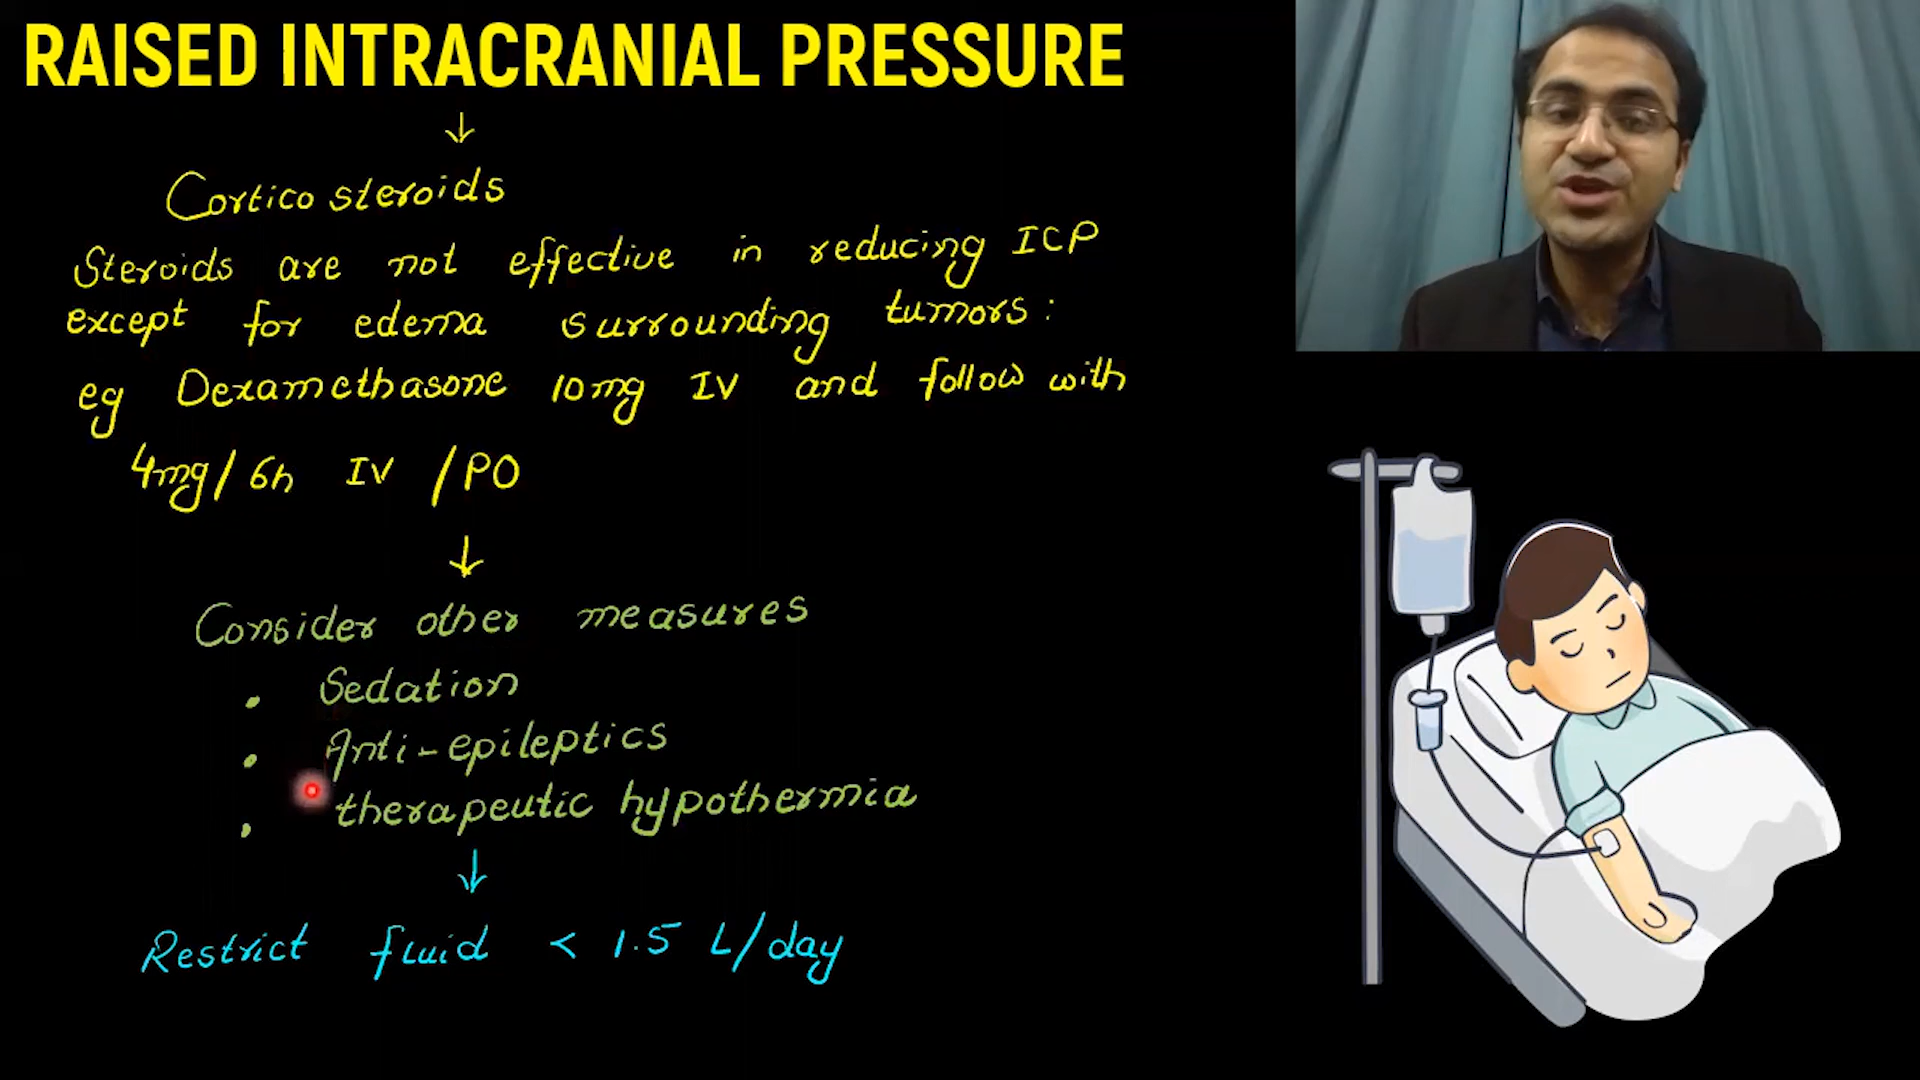 RAISED INTRACRANIAL PRESSURE
↓
Corticosteroids
Steroids are not effective in reducing ICP
except for edema surrounding tumors:
eg Dexamethasone 10mg IV and follow with
4mg/6h IV/PO
↓
Consider other measures
. Sedation
. Anti-epileptics
. therapeutic hypothermia
↓
Restrict fluid < 1.5 L/day